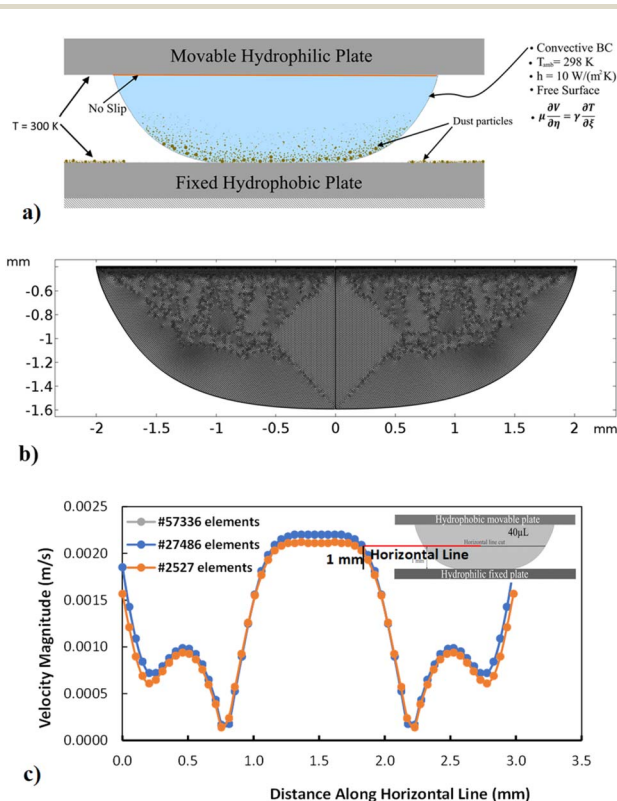 Movable Hydrophilic Plate
No Slip
T = 300 K
Dust particles
Fixed Hydrophobic Plate
• Convective BC
• Tamb= 298 K
• h = 10 W/(m²K)
• Free Surface
• μ ∂V/∂η = γ ∂T/∂ξ
a)
mm
-0.6
-0.8
-1
-1.2
-1.4
-1.6
-2 -1.5 -1 -0.5 0 0.5 1 1.5 2 mm
b)
Velocity Magnitude (m/s)
0.0025
0.0020
0.0015
0.0010
0.0005
0.0000
#57336 elements
#27486 elements
#2527 elements
Hydrophobic movable plate
40μL
Horizontal line cut
1 mm
Horizontal Line
1 mm
Hydrophilic fixed plate
0.0 0.5 1.0 1.5 2.0 2.5 3.0 3.5
Distance Along Horizontal Line (mm)
c)